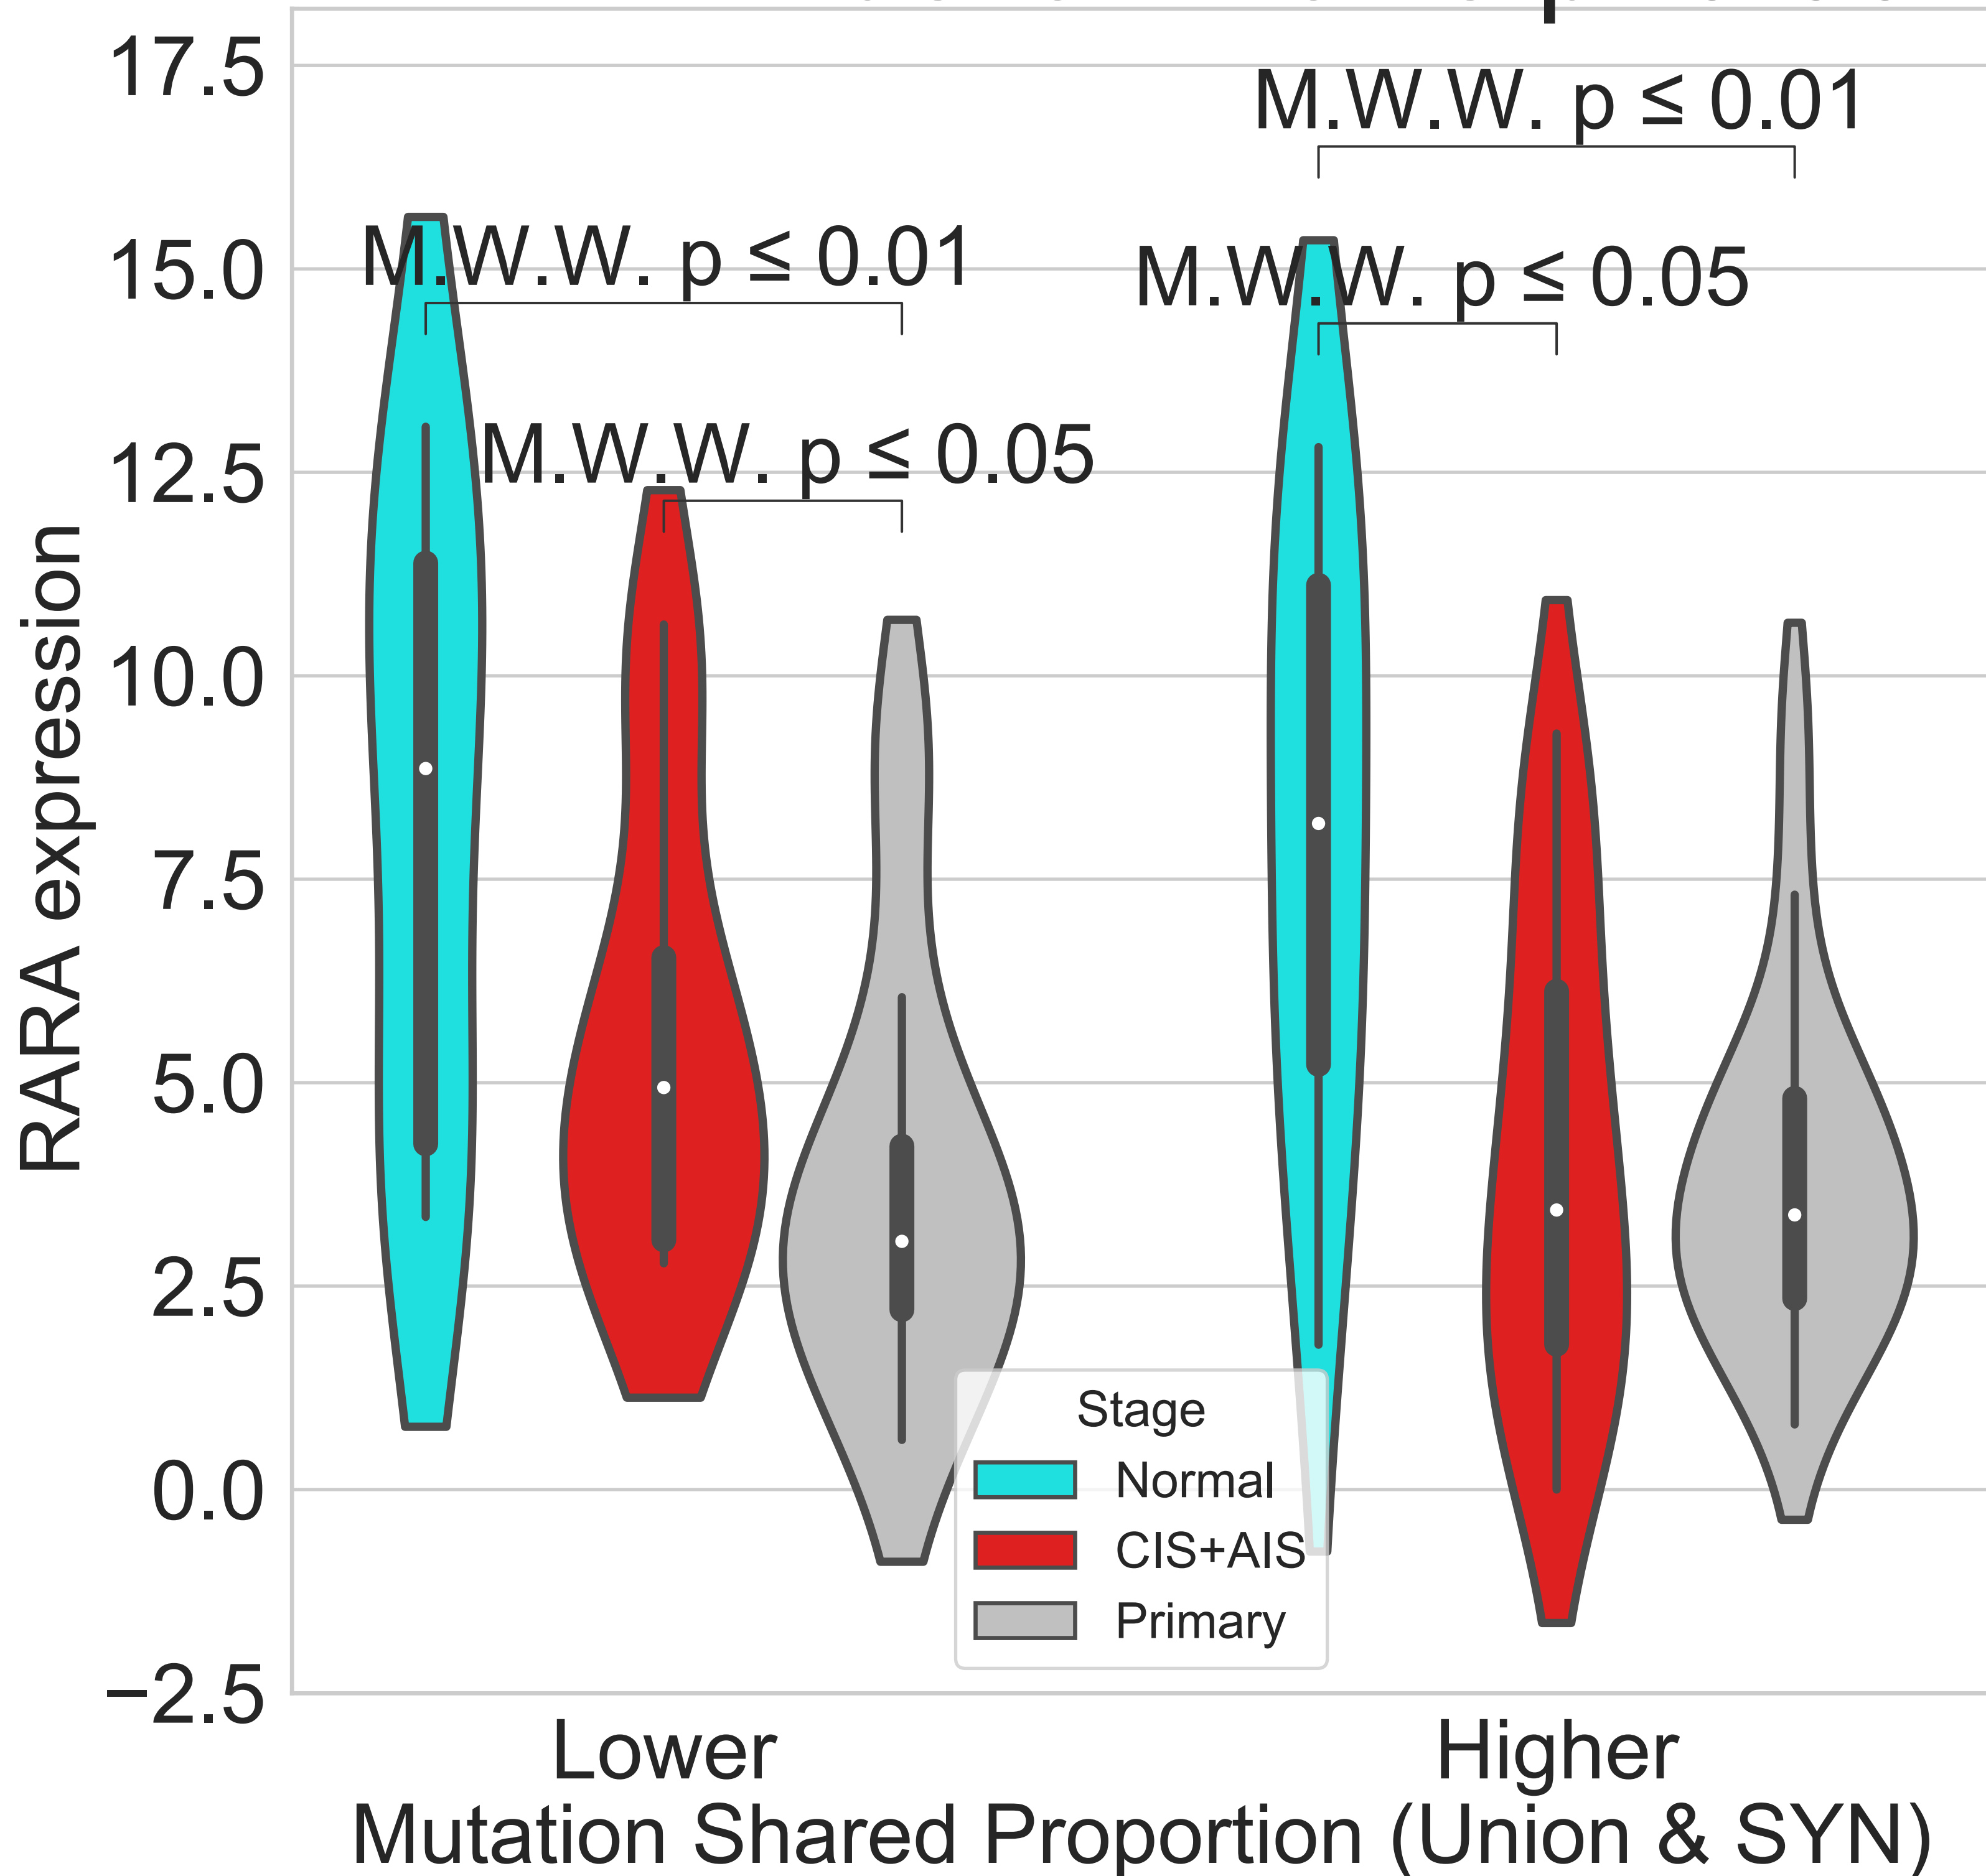 17.5
15.0
12.5
10.0
7.5
5.0
2.5
0.0
−2.5
RARA expression
M.W.W. p ≤ 0.01
M.W.W. p ≤ 0.05
M.W.W. p ≤ 0.01
M.W.W. p ≤ 0.05
Stage
Normal
CIS+AIS
Primary
Lower
Higher
Mutation Shared Proportion (Union & SYN)